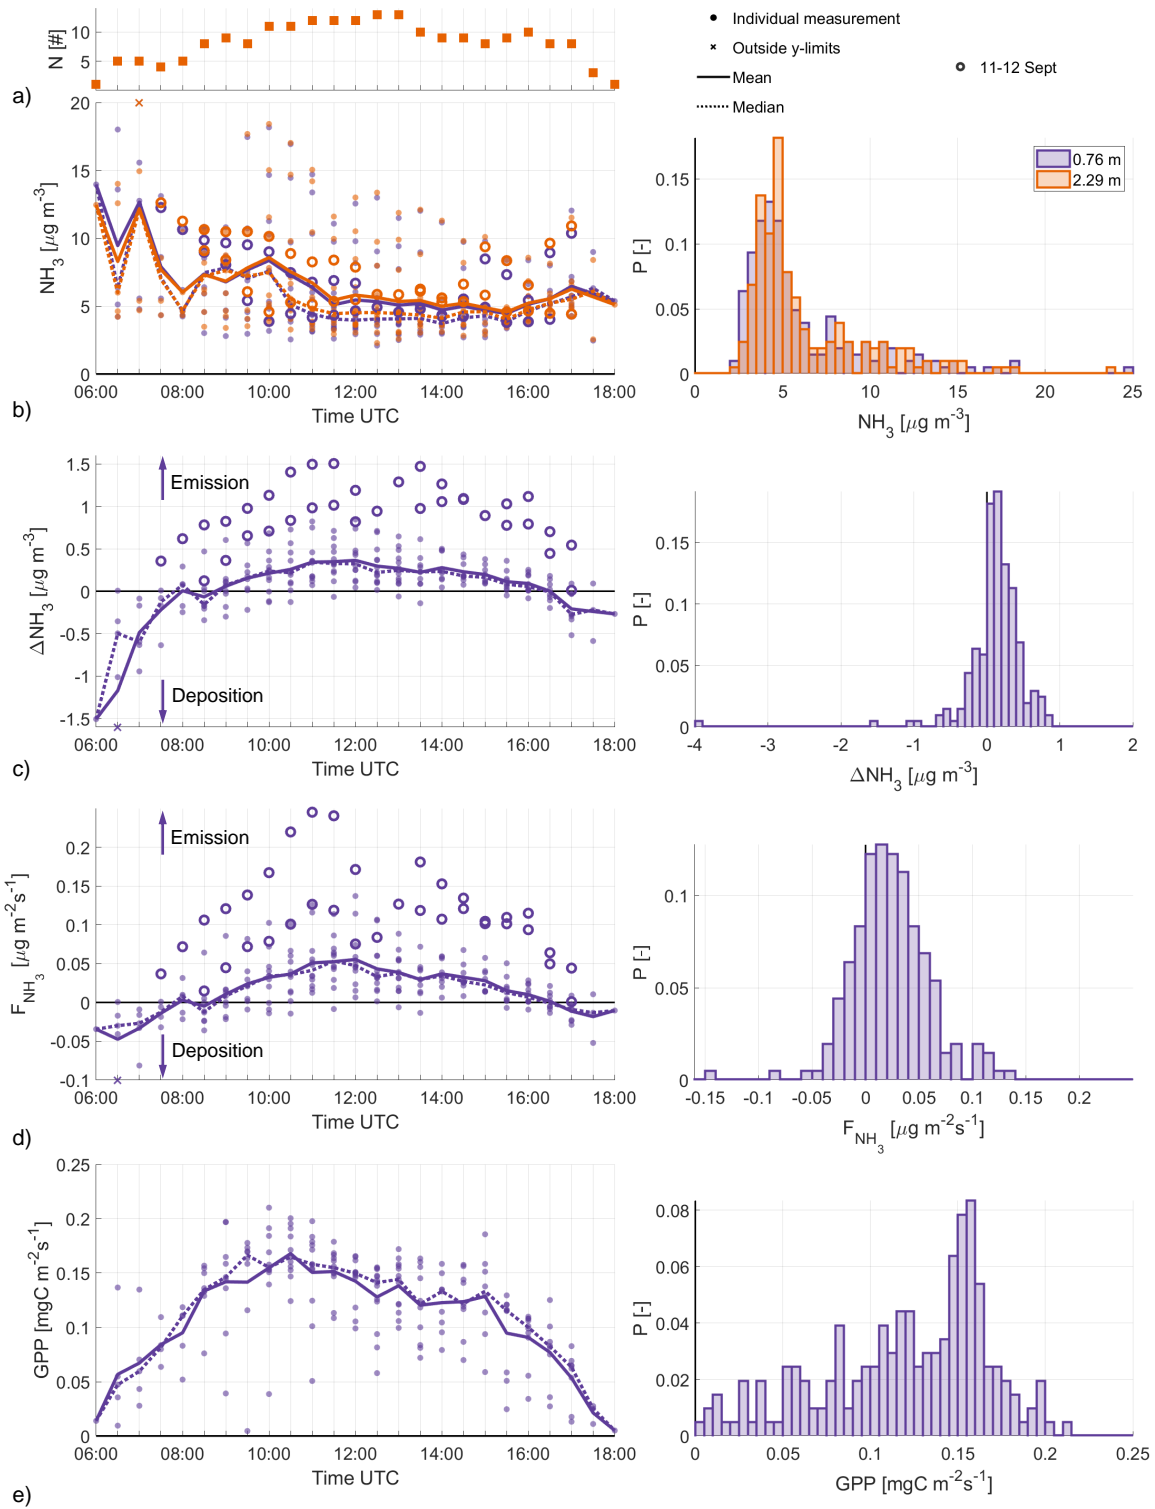 N [#]
10
5
a)
Individual measurement
Outside y-limits
Mean
Median
11-12 Sept
NH3 [μg m-3]
20
15
10
5
0
06:00 08:00 10:00 12:00 14:00 16:00 18:00
Time UTC
b)
P [-]
0.15
0.1
0.05
0
0.76 m
2.29 m
0 5 10 15 20 25
NH3 [μg m-3]
ΔNH3 [μg m-3]
1.5
1
0.5
0
-0.5
-1
-1.5
Emission
Deposition
06:00 08:00 10:00 12:00 14:00 16:00 18:00
Time UTC
c)
P [-]
0.15
0.1
0.05
0
-4 -3 -2 -1 0 1 2
ΔNH3 [μg m-3]
FNH3 [μg m-2s-1]
0.2
0.15
0.1
0.05
0
-0.05
-0.1
Emission
Deposition
06:00 08:00 10:00 12:00 14:00 16:00 18:00
Time UTC
d)
P [-]
0.1
0.05
0
-0.15 -0.1 -0.05 0 0.05 0.1 0.15 0.2
FNH3 [μg m-2s-1]
GPP [mgC m-2s-1]
0.25
0.2
0.15
0.1
0.05
0
06:00 08:00 10:00 12:00 14:00 16:00 18:00
Time UTC
e)
P [-]
0.08
0.06
0.04
0.02
0
0 0.05 0.1 0.15 0.2 0.25
GPP [mgC m-2s-1]